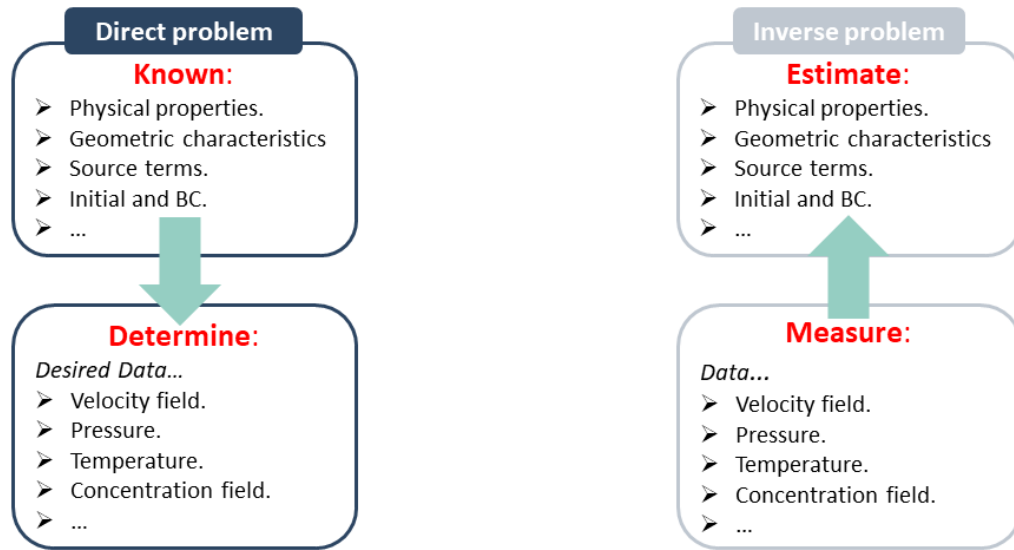 Direct problem
Known:
➢ Physical properties.
➢ Geometric characteristics
➢ Source terms.
➢ Initial and BC.
➢ ...
Determine:
Desired Data...
➢ Velocity field.
➢ Pressure.
➢ Temperature.
➢ Concentration field.
➢ ...
Inverse problem
Estimate:
➢ Physical properties.
➢ Geometric characteristics
➢ Source terms.
➢ Initial and BC.
➢ ...
Measure:
Data...
➢ Velocity field.
➢ Pressure.
➢ Temperature.
➢ Concentration field.
➢ ...